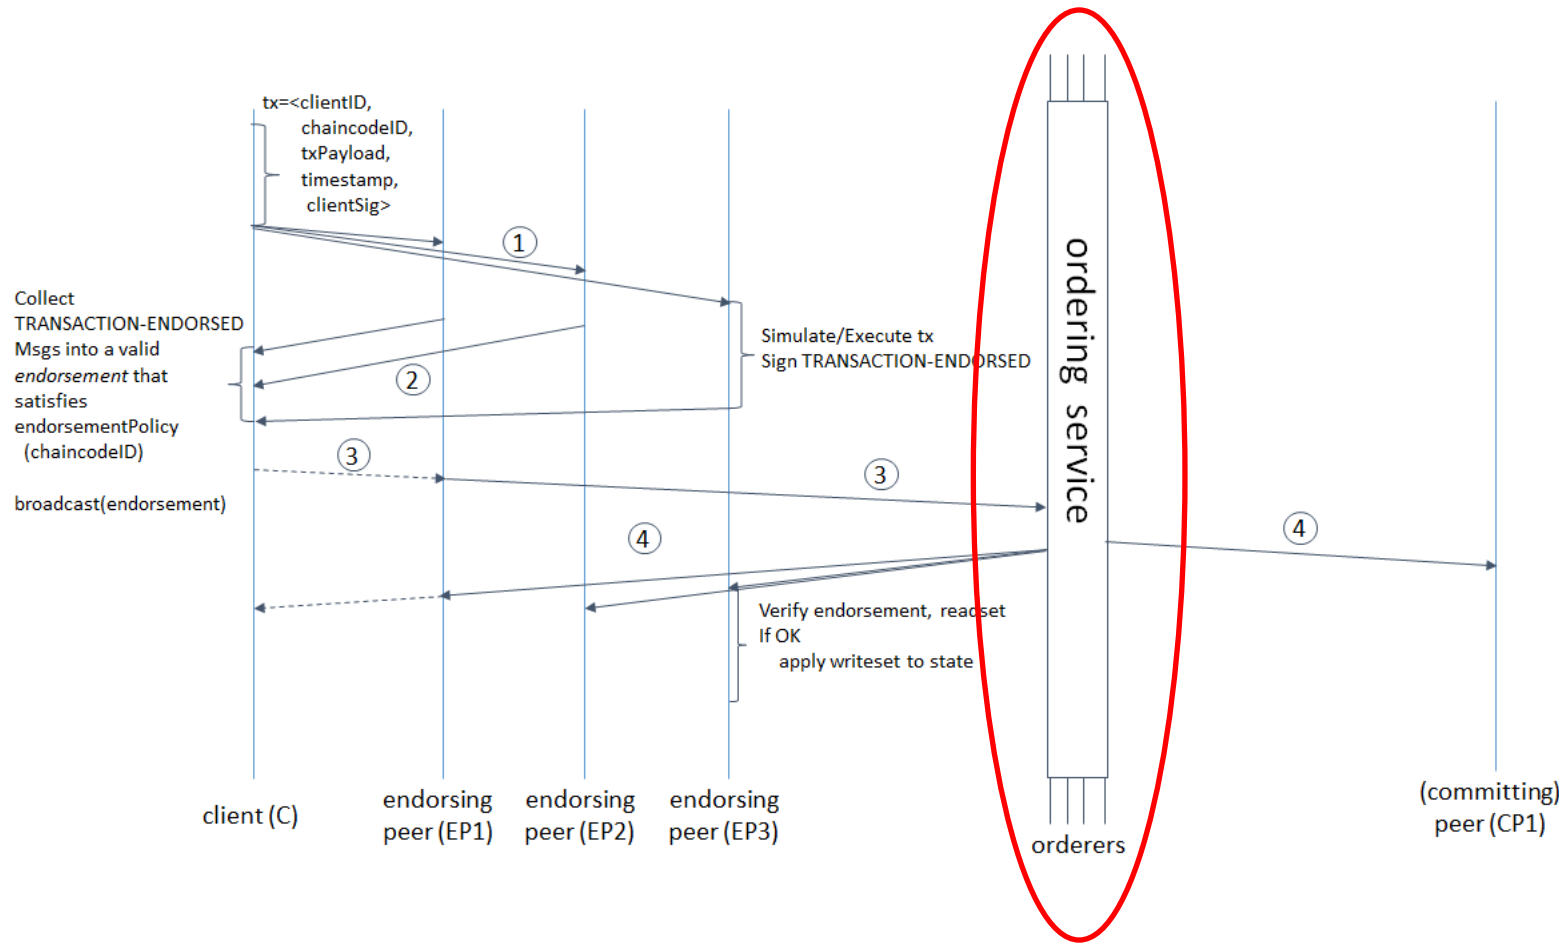 tx=<clientID,
chaincodeID,
txPayload,
timestamp,
clientSig>
1
Collect
TRANSACTION-ENDORSED
Msgs into a valid
endorsement that
satisfies
endorsementPolicy
(chaincodeID)
2
Simulate/Execute tx
Sign TRANSACTION-ENDORSED
3
broadcast(endorsement)
3
4
4
Verify endorsement, readset
If OK
apply writeset to state
ordering service
client (C)
endorsing
peer (EP1)
endorsing
peer (EP2)
endorsing
peer (EP3)
orderers
(committing)
peer (CP1)